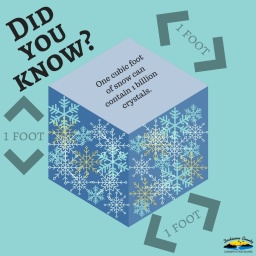 DID
YOU
KNOW?
1 FOOT
One cubic foot
of snow can
contain 1 billion
crystals.
1 FOOT
1 FOOT